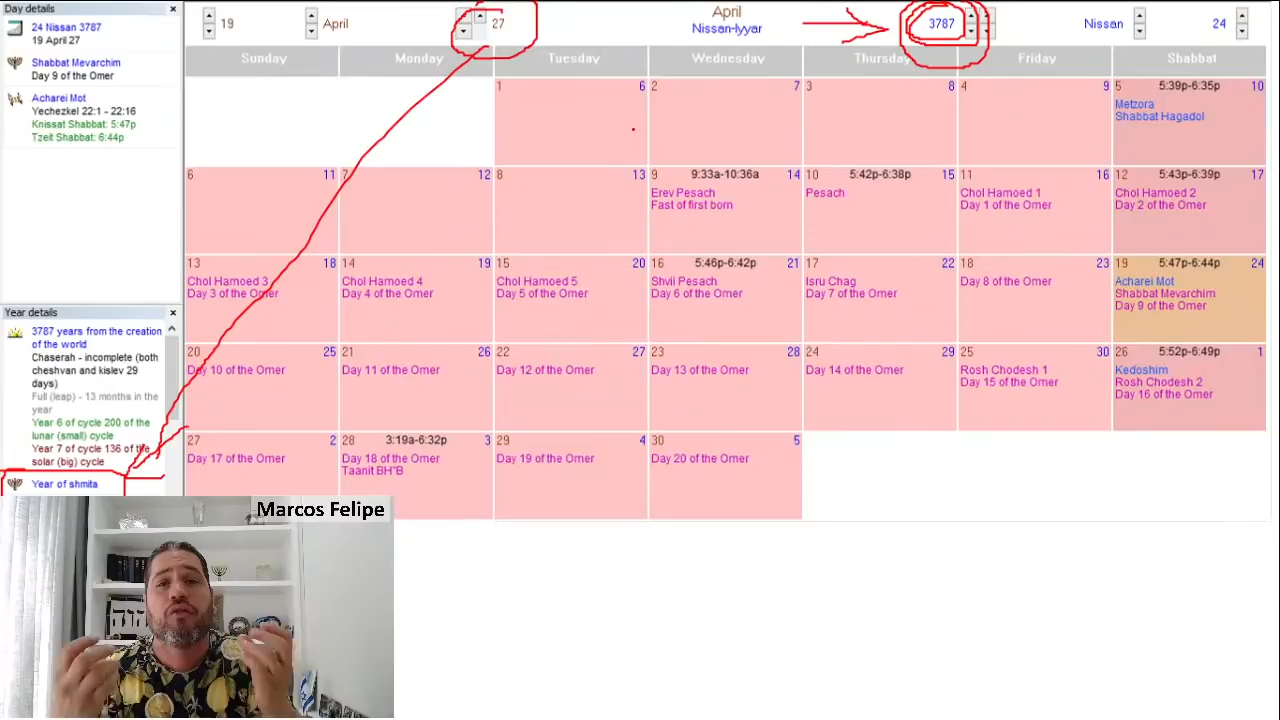 Day details ×
24 Nissan 3787
19 April 27
Shabbat Mevarchim
Day 9 of the Omer
Acharei Mot
Yechezkel 22:1 - 22:16
Knissat Shabbat: 5:47p
Tzeit Shabbat: 6:44p
Year details ×
3787 years from the creation
of the world
Chaserah - incomplete (both
cheshvan and kislev 29
days)
Full (leap) - 13 months in the
year
Year 6 of cycle 200 of the
lunar (small) cycle
Year 7 of cycle 136 of the
solar (big) cycle
Year of shmita
19 April 27 April 3787 Nissan 24
Nissan-Iyyar
Sunday Monday Tuesday Wednesday Thursday Friday Shabbat
1 6 2 7 3 8 4 9 5 5:39p-6:35p 10
Metzora
Shabbat Hagadol
6 11 7 12 8 13 9 9:33a-10:36a 14 10 5:42p-6:38p 15 11 16 12 5:43p-6:39p 17
Erev Pesach Pesach Chol Hamoed 1 Chol Hamoed 2
Fast of first born Day 1 of the Omer Day 2 of the Omer
13 18 14 19 15 20 16 5:46p-6:42p 21 17 22 18 23 19 5:47p-6:44p 24
Chol Hamoed 3 Chol Hamoed 4 Chol Hamoed 5 Shvii Pesach Isru Chag Day 8 of the Omer Acharei Mot
Day 3 of the Omer Day 4 of the Omer Day 5 of the Omer Day 6 of the Omer Day 7 of the Omer Shabbat Mevarchim
Day 9 of the Omer
20 25 21 26 22 27 23 28 24 29 25 30 26 5:52p-6:49p 1
Day 10 of the Omer Day 11 of the Omer Day 12 of the Omer Day 13 of the Omer Day 14 of the Omer Rosh Chodesh 1 Kedoshim
Day 15 of the Omer Rosh Chodesh 2
Day 16 of the Omer
27 2 28 3:19a-6:32p 3 29 4 30 5
Day 17 of the Omer Day 18 of the Omer Day 19 of the Omer Day 20 of the Omer
Taanit BH"B
Marcos Felipe